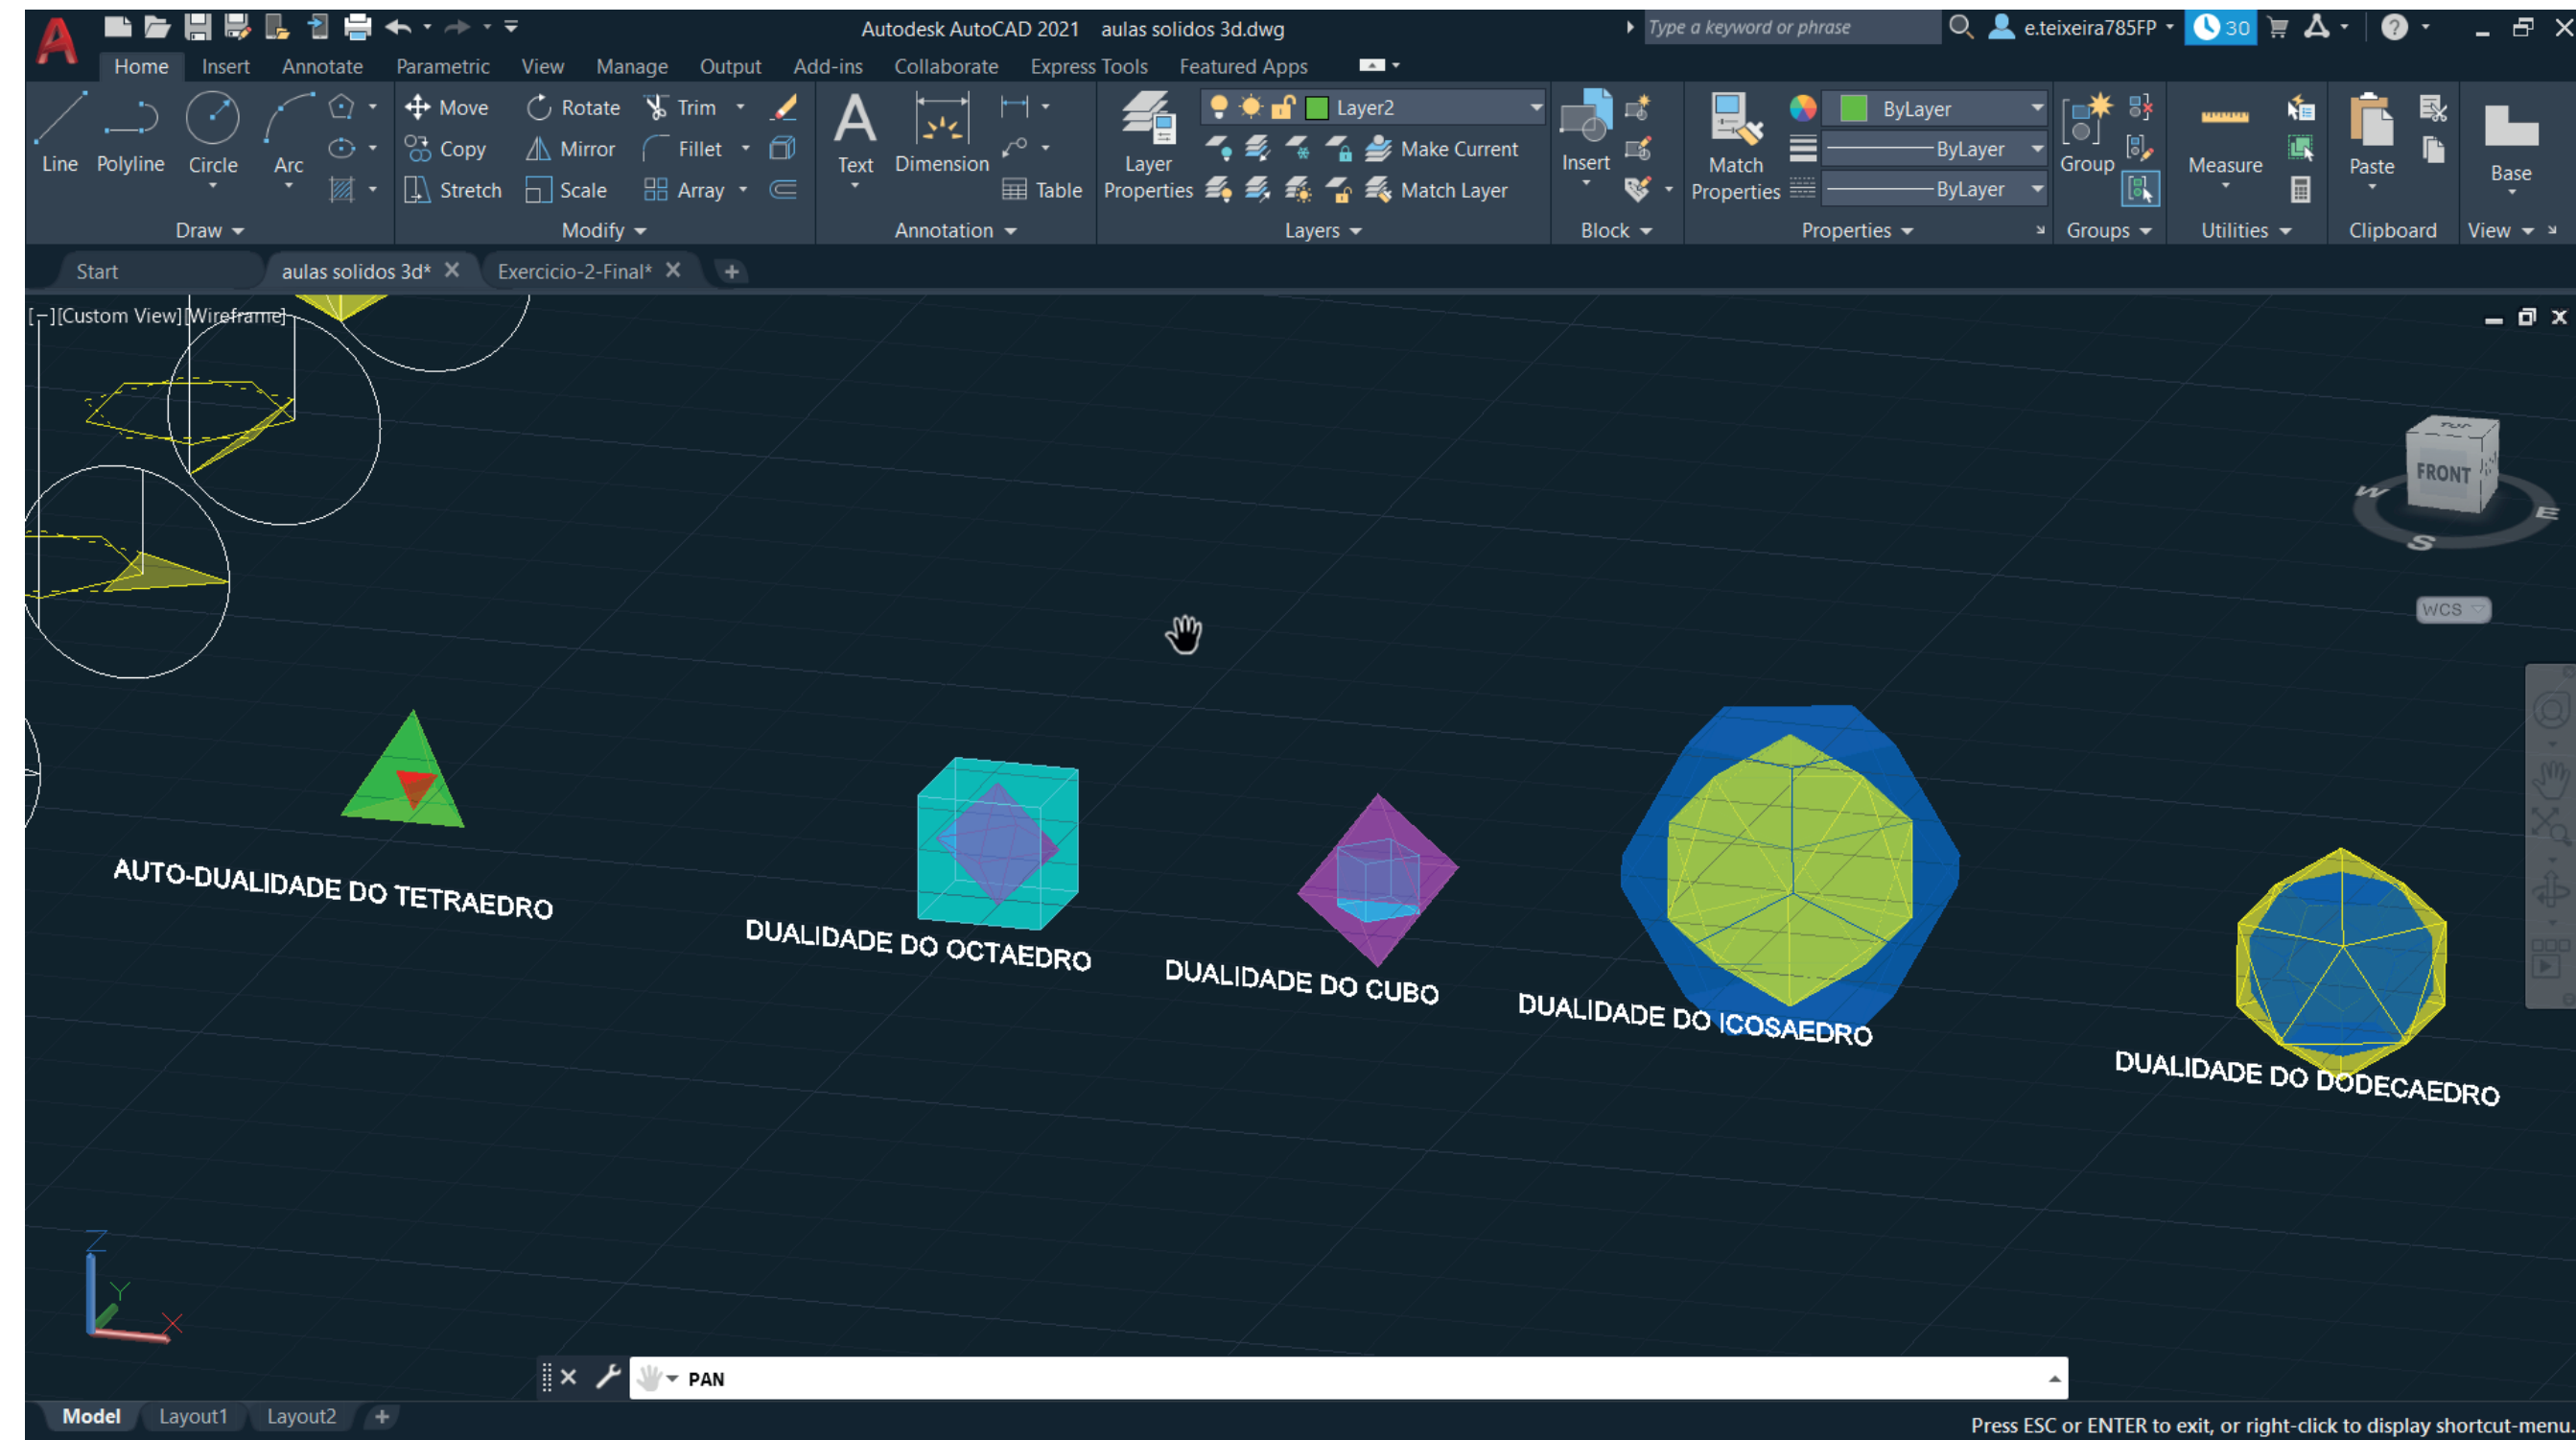 Autodesk AutoCAD 2021 aulas solidos 3d.dwg
Type a keyword or phrase
e.teixeira785FP
30
Home Insert Annotate Parametric View Manage Output Add-ins Collaborate Express Tools Featured Apps
Line Polyline Circle Arc
Move Rotate Trim
Copy Mirror Fillet
Stretch Scale Array
Text Dimension Table
Layer Properties
Layer2
Make Current
Match Layer
Insert
Match Properties
ByLayer
ByLayer
ByLayer
Group
Measure
Paste
Base
Draw Modify Annotation Layers Block Properties Groups Utilities Clipboard View
Start aulas solidos 3d* Exercicio-2-Final*
[-][Custom View][Wireframe]
TOP
FRONT
W
S
E
WCS
AUTO-DUALIDADE DO TETRAEDRO
DUALIDADE DO OCTAEDRO
DUALIDADE DO CUBO
DUALIDADE DO ICOSAEDRO
DUALIDADE DO DODECAEDRO
Z
Y
X
PAN
Model Layout1 Layout2
Press ESC or ENTER to exit, or right-click to display shortcut-menu.